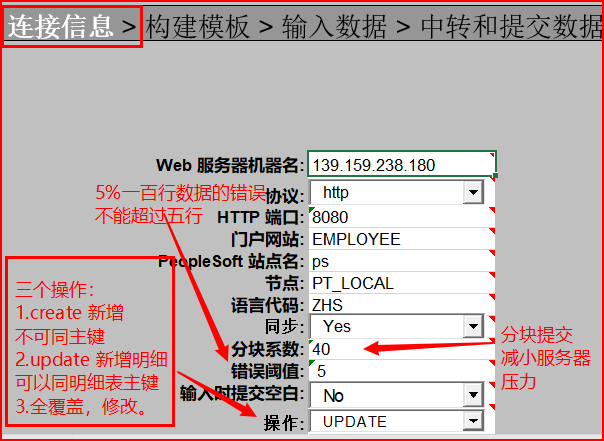 连接信息 > 构建模板 > 输入数据 > 中转和提交数据
Web 服务器机器名: 139.159.238.180
5%一百行数据的错误
不能超过五行
协议: http
HTTP 端口: 8080
门户网站: EMPLOYEE
PeopleSoft 站点名: ps
节点: PT_LOCAL
语言代码: ZHS
同步: Yes
分块系数: 40
错误阈值: 5
输入时提交空白: No
操作: UPDATE
三个操作：
1.create 新增
不可同主键
2.update 新增明细
可以同明细表主键
3.全覆盖，修改。
分块提交
减小服务器
压力